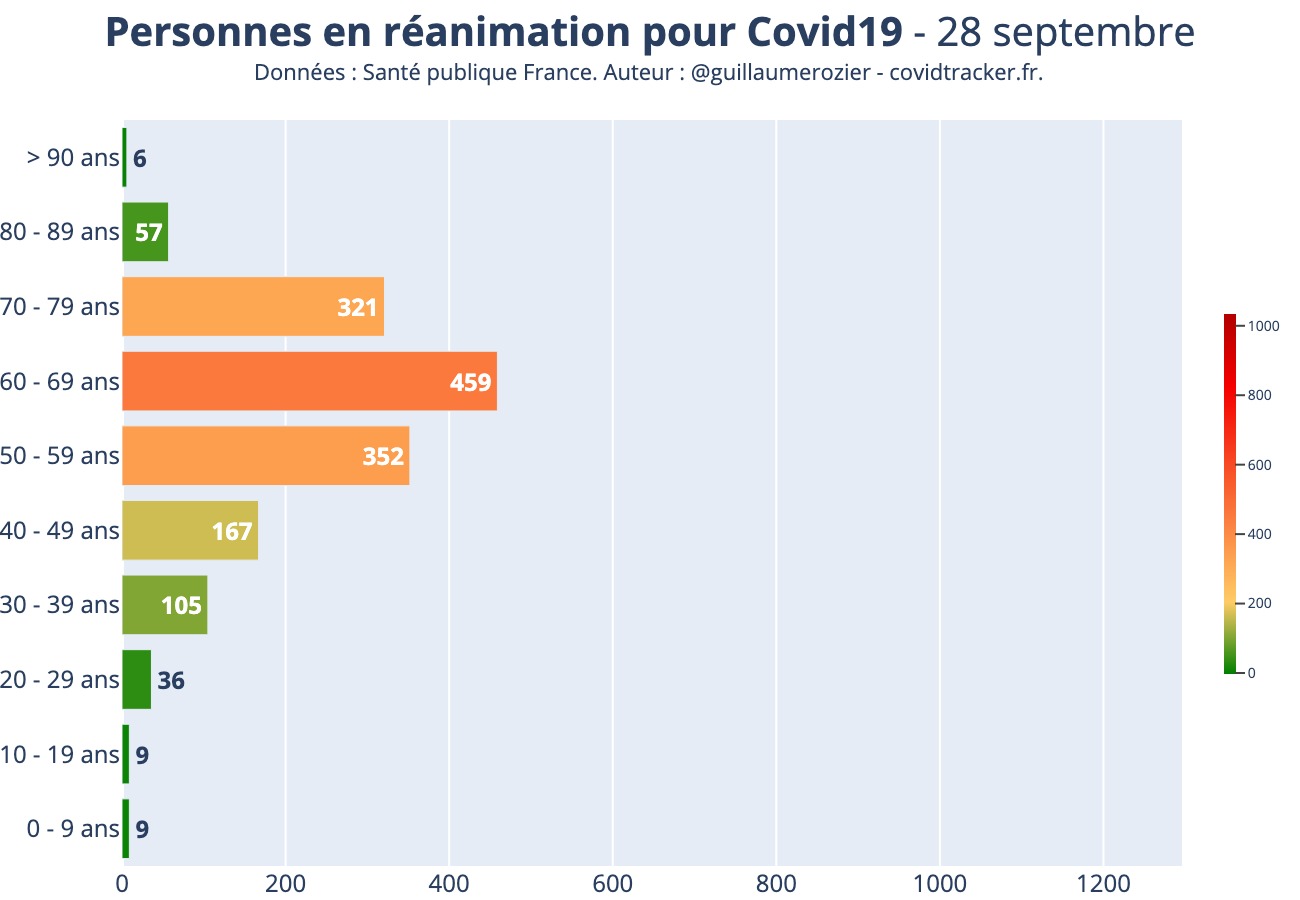 Personnes en réanimation pour Covid19 - 28 septembre
Données : Santé publique France. Auteur : @guillaumerozier - covidtracker.fr.
> 90 ans 6
80 - 89 ans 57
70 - 79 ans 321
60 - 69 ans 459
50 - 59 ans 352
40 - 49 ans 167
30 - 39 ans 105
20 - 29 ans 36
10 - 19 ans 9
0 - 9 ans 9
0 200 400 600 800 1000 1200
1000
800
600
400
200
0